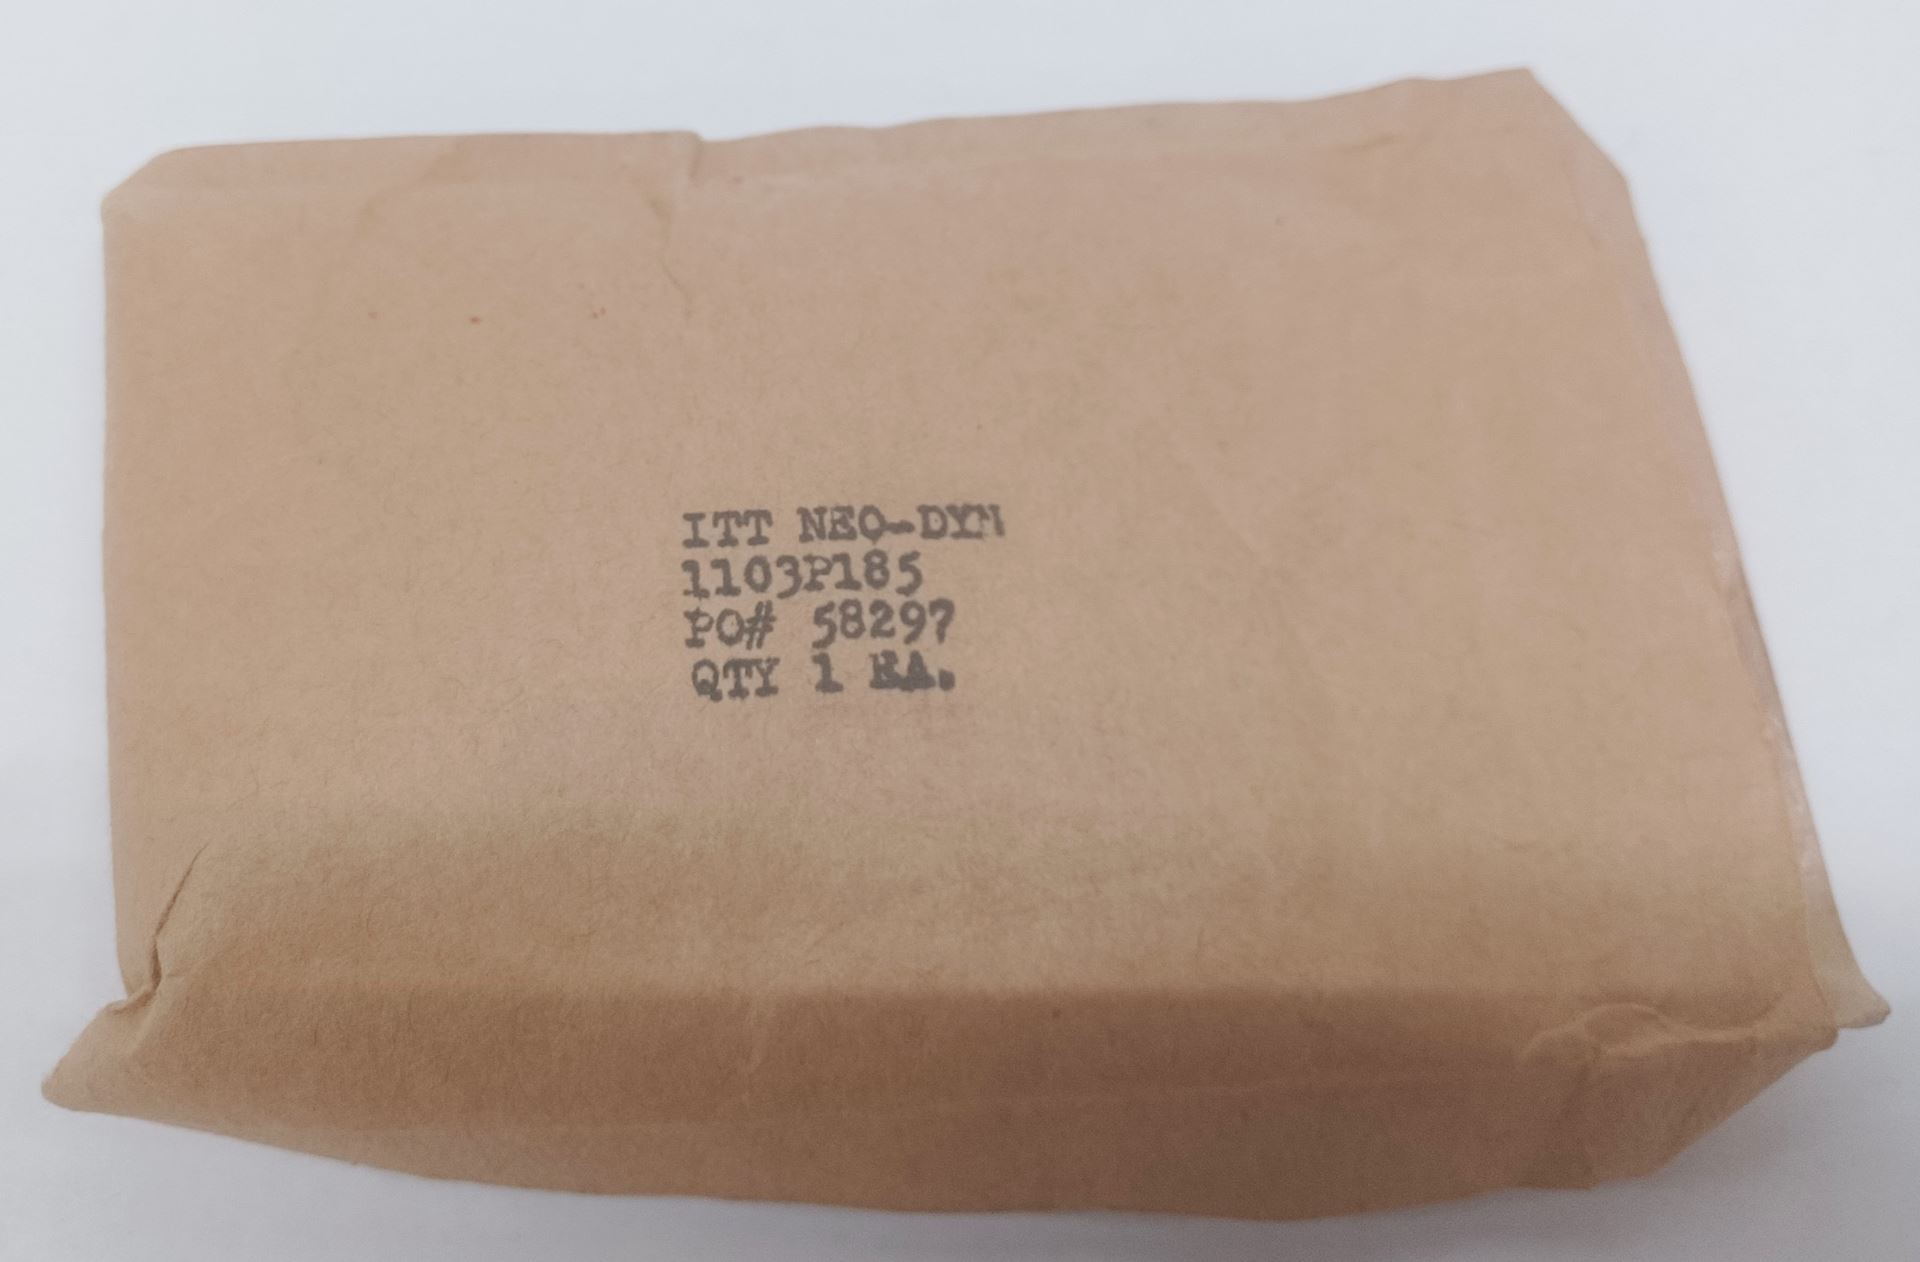 ITT NEO-DYN
1103P185
PO# 58297
QTY 1 EA.